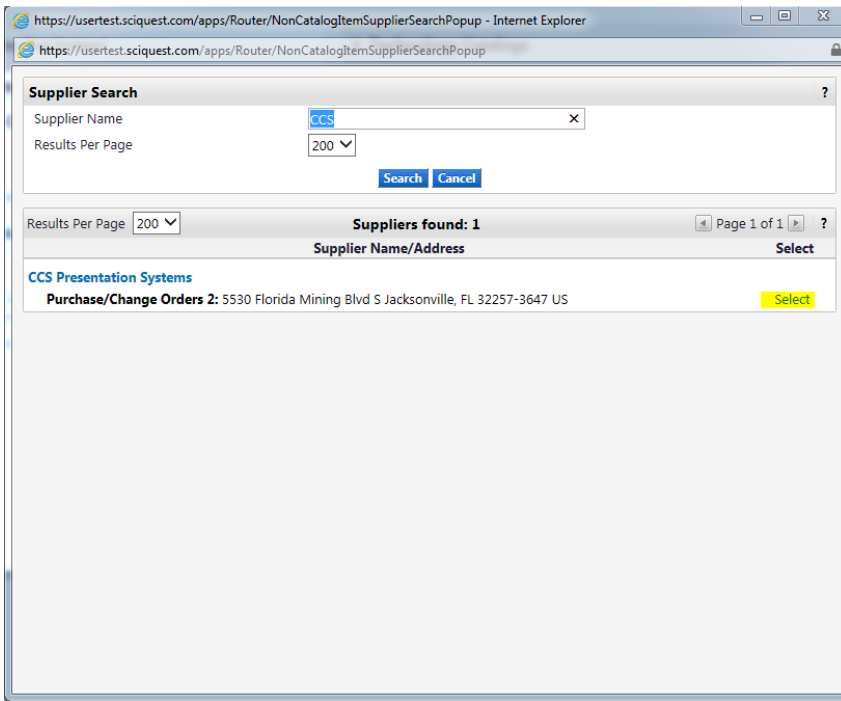 https://usertest.sciquest.com/apps/Router/NonCatalogItemSupplierSearchPopup - Internet Explorer
https://usertest.sciquest.com/apps/Router/NonCatalogItemSupplierSearchPopup
Supplier Search ?
Supplier Name CCS ×
Results Per Page 200
Search Cancel
Results Per Page 200 Suppliers found: 1 Page 1 of 1 ?
Supplier Name/Address Select
CCS Presentation Systems
Purchase/Change Orders 2: 5530 Florida Mining Blvd S Jacksonville, FL 32257-3647 US Select